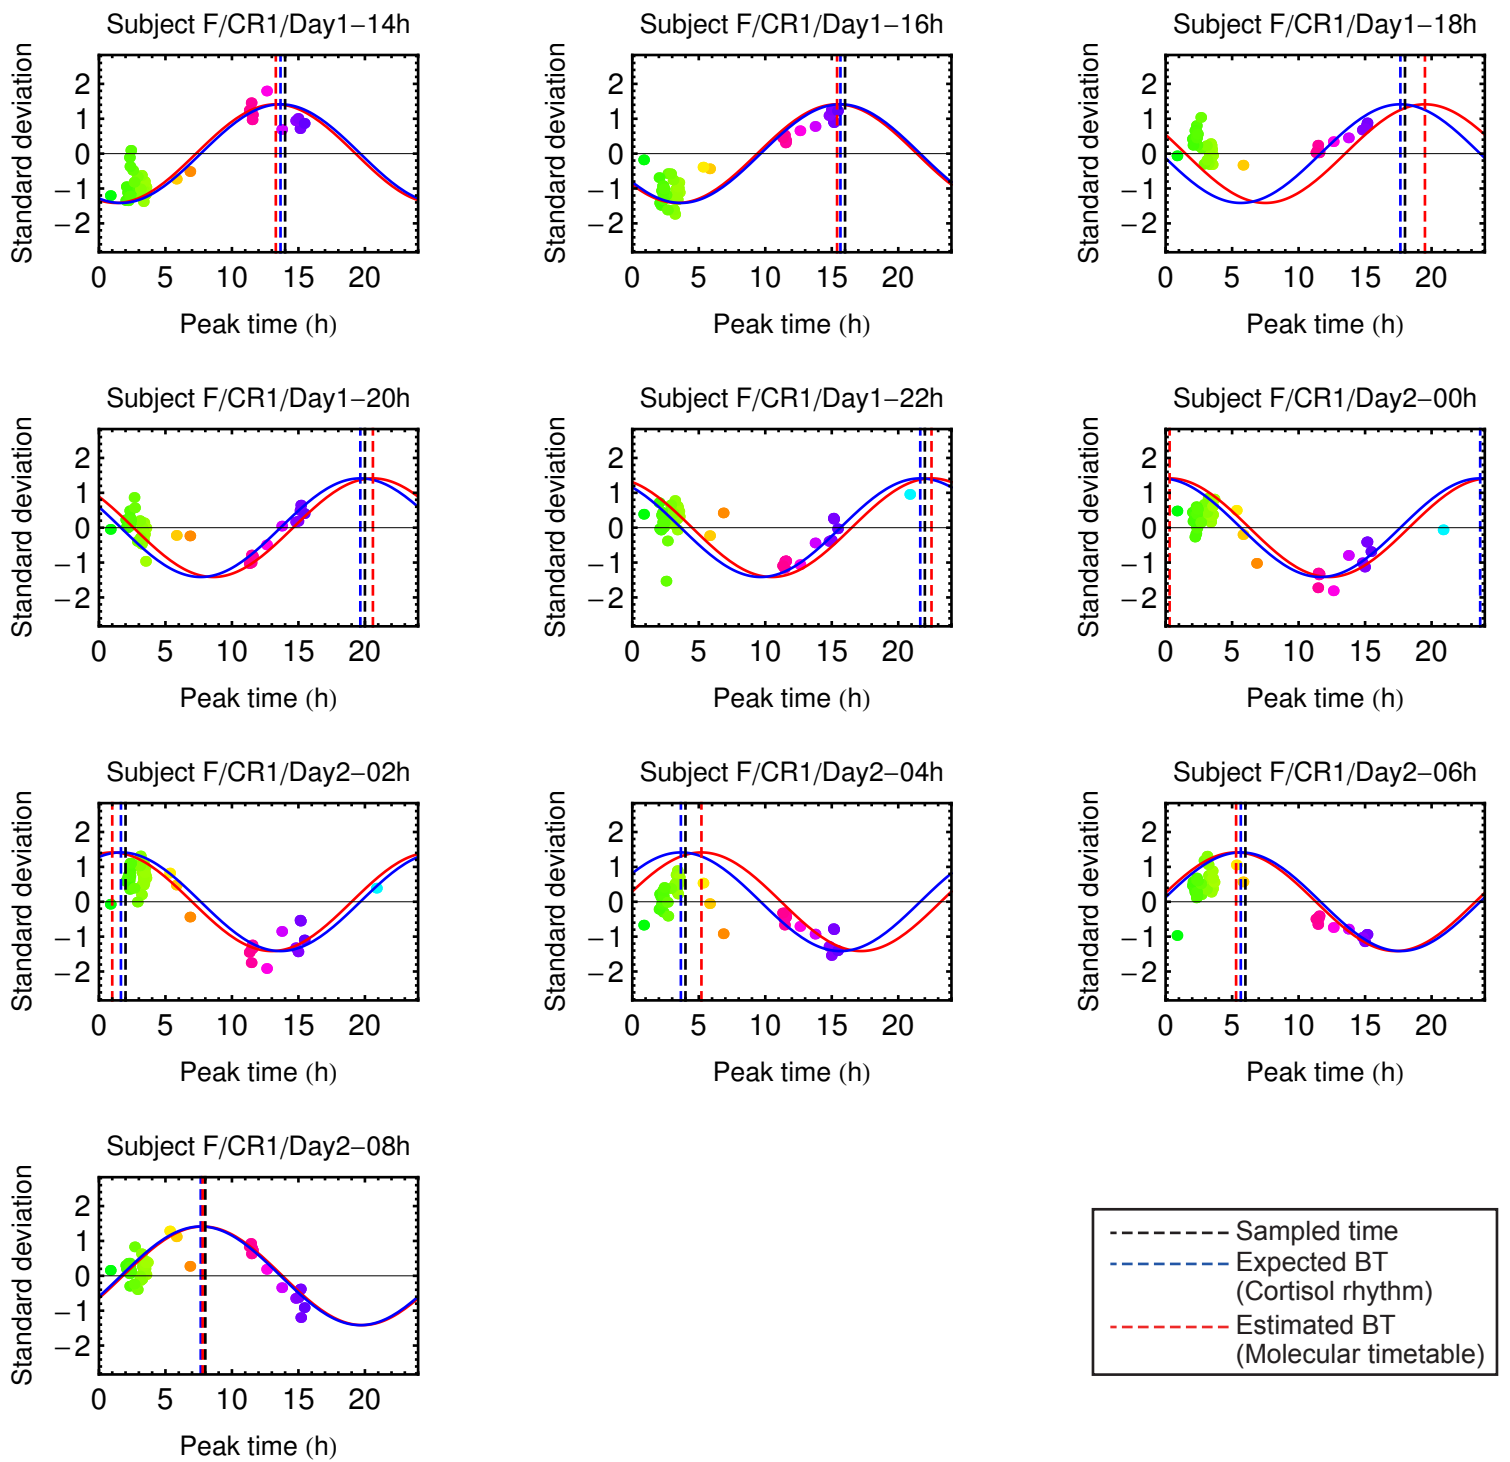 Subject F/CR1/Day1−14h
Subject F/CR1/Day1−16h
Subject F/CR1/Day1−18h
Standard deviation
2
1
0
−1
−2
0 5 10 15 20
Peak time (h)
Standard deviation
2
1
0
−1
−2
0 5 10 15 20
Peak time (h)
Standard deviation
2
1
0
−1
−2
0 5 10 15 20
Peak time (h)
Subject F/CR1/Day1−20h
Subject F/CR1/Day1−22h
Subject F/CR1/Day2−00h
Standard deviation
2
1
0
−1
−2
0 5 10 15 20
Peak time (h)
Standard deviation
2
1
0
−1
−2
0 5 10 15 20
Peak time (h)
Standard deviation
2
1
0
−1
−2
0 5 10 15 20
Peak time (h)
Subject F/CR1/Day2−02h
Subject F/CR1/Day2−04h
Subject F/CR1/Day2−06h
Standard deviation
2
1
0
−1
−2
0 5 10 15 20
Peak time (h)
Standard deviation
2
1
0
−1
−2
0 5 10 15 20
Peak time (h)
Standard deviation
2
1
0
−1
−2
0 5 10 15 20
Peak time (h)
Subject F/CR1/Day2−08h
Standard deviation
2
1
0
−1
−2
0 5 10 15 20
Peak time (h)
Sampled time
Expected BT
(Cortisol rhythm)
Estimated BT
(Molecular timetable)